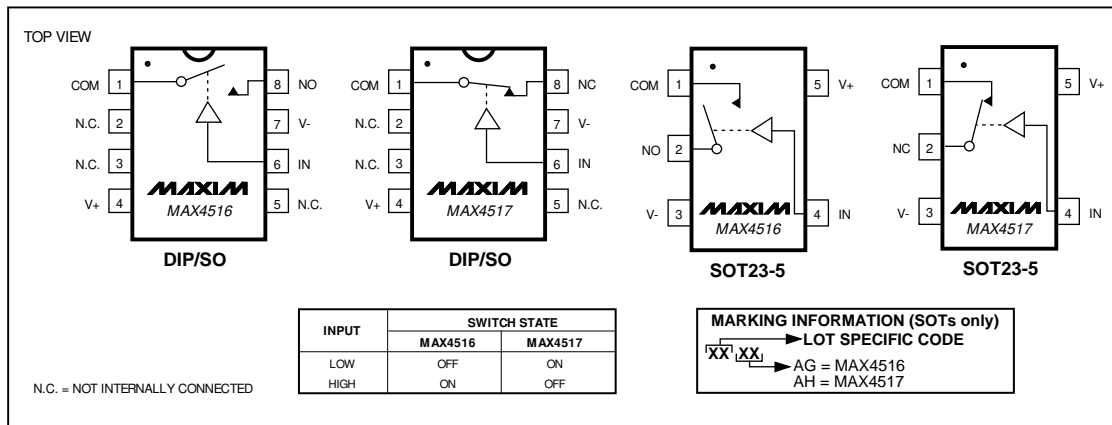 TOP VIEW
COM 1 8 NO
N.C. 2 7 V-
N.C. 3 6 IN
V+ 4 5 N.C.
MAXIM
MAX4516
DIP/SO
COM 1 8 NC
N.C. 2 7 V-
N.C. 3 6 IN
V+ 4 5 N.C.
MAXIM
MAX4517
DIP/SO
COM 1 5 V+
NO 2
V- 3 4 IN
MAXIM
MAX4516
SOT23-5
COM 1 5 V+
NC 2
V- 3 4 IN
MAXIM
MAX4517
SOT23-5
INPUT SWITCH STATE
MAX4516 MAX4517
LOW OFF ON
HIGH ON OFF
MARKING INFORMATION (SOTs only)
LOT SPECIFIC CODE
XX XX
AG = MAX4516
AH = MAX4517
N.C. = NOT INTERNALLY CONNECTED